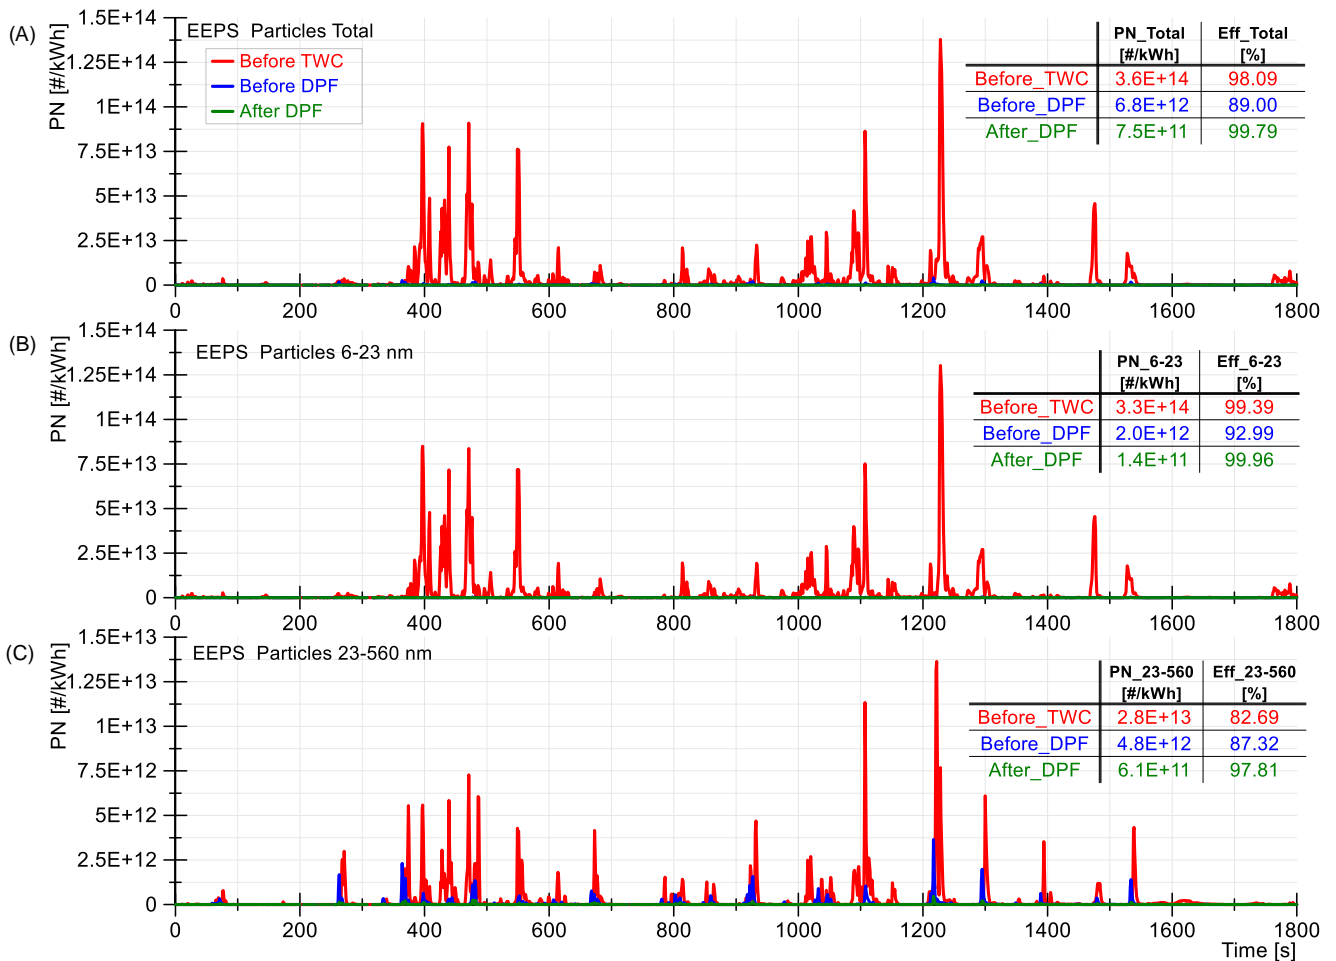 (A)
PN [#/kWh]
1.5E+14
1.25E+14
1E+14
7.5E+13
5E+13
2.5E+13
0
EEPS Particles Total
Before TWC
Before DPF
After DPF
PN_Total [#/kWh] Eff_Total [%]
Before_TWC 3.6E+14 98.09
Before_DPF 6.8E+12 89.00
After_DPF 7.5E+11 99.79
0 200 400 600 800 1000 1200 1400 1600 1800
(B)
PN [#/kWh]
1.5E+14
1.25E+14
1E+14
7.5E+13
5E+13
2.5E+13
0
EEPS Particles 6-23 nm
PN_6-23 [#/kWh] Eff_6-23 [%]
Before_TWC 3.3E+14 99.39
Before_DPF 2.0E+12 92.99
After_DPF 1.4E+11 99.96
0 200 400 600 800 1000 1200 1400 1600 1800
(C)
PN [#/kWh]
1.5E+13
1.25E+13
1E+13
7.5E+12
5E+12
2.5E+12
0
EEPS Particles 23-560 nm
PN_23-560 [#/kWh] Eff_23-560 [%]
Before_TWC 2.8E+13 82.69
Before_DPF 4.8E+12 87.32
After_DPF 6.1E+11 97.81
0 200 400 600 800 1000 1200 1400 1600 1800
Time [s]